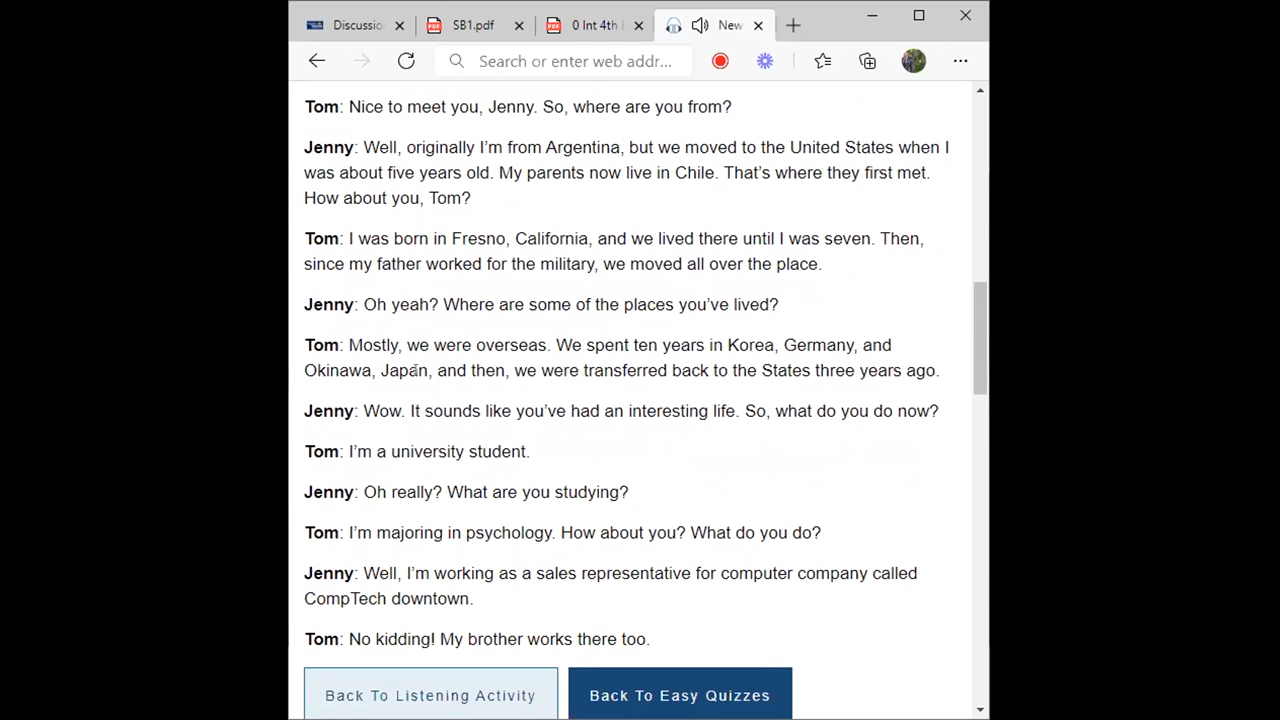 Discussio
SB1.pdf
0 Int 4th
New
Search or enter web addr...
Tom: Nice to meet you, Jenny. So, where are you from?
Jenny: Well, originally I’m from Argentina, but we moved to the United States when I
was about five years old. My parents now live in Chile. That’s where they first met.
How about you, Tom?
Tom: I was born in Fresno, California, and we lived there until I was seven. Then,
since my father worked for the military, we moved all over the place.
Jenny: Oh yeah? Where are some of the places you’ve lived?
Tom: Mostly, we were overseas. We spent ten years in Korea, Germany, and
Okinawa, Japan, and then, we were transferred back to the States three years ago.
Jenny: Wow. It sounds like you’ve had an interesting life. So, what do you do now?
Tom: I’m a university student.
Jenny: Oh really? What are you studying?
Tom: I’m majoring in psychology. How about you? What do you do?
Jenny: Well, I’m working as a sales representative for computer company called
CompTech downtown.
Tom: No kidding! My brother works there too.
Back To Listening Activity
Back To Easy Quizzes